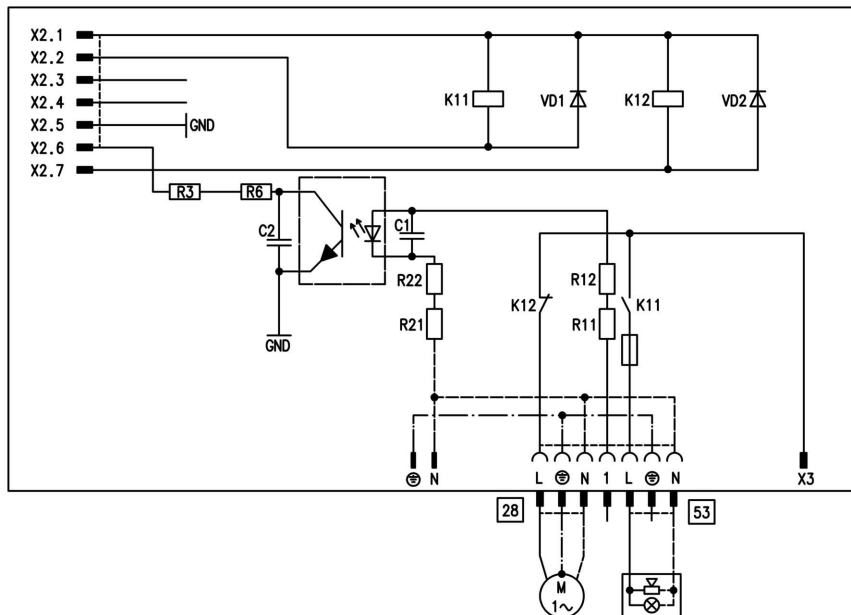 X2.1
X2.2
X2.3
X2.4
X2.5
X2.6
X2.7
K11
VD1
K12
VD2
GND
R3
R6
C2
C1
R22
R21
GND
K12
R12
R11
K11
N
L
N
1
L
N
X3
28
53
M
1~